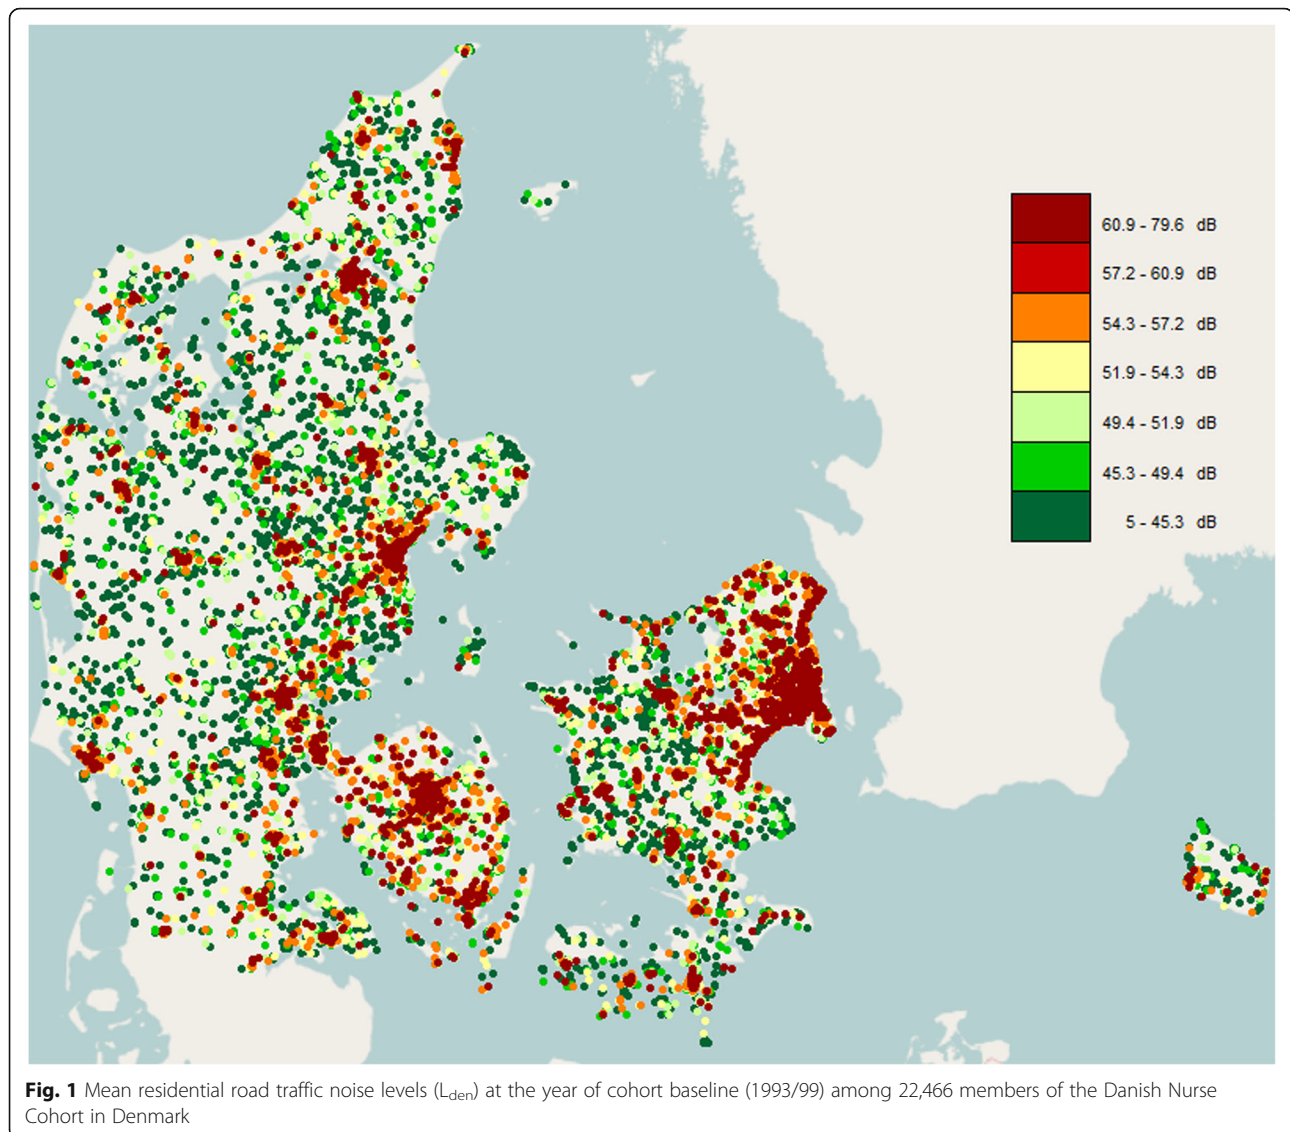 60.9 - 79.6 dB
57.2 - 60.9 dB
54.3 - 57.2 dB
51.9 - 54.3 dB
49.4 - 51.9 dB
45.3 - 49.4 dB
5 - 45.3 dB
Fig. 1 Mean residential road traffic noise levels (Lden) at the year of cohort baseline (1993/99) among 22,466 members of the Danish Nurse
Cohort in Denmark